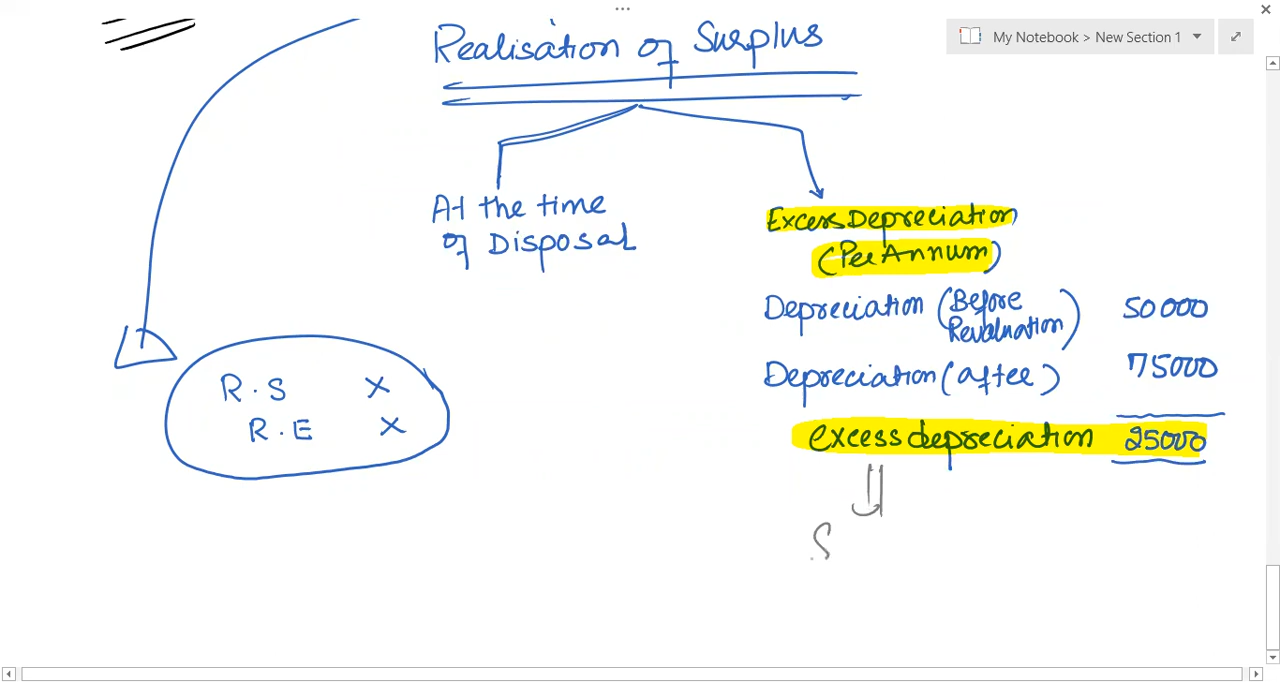 ...
My Notebook > New Section 1
Realisation of Surplus
At the time
of Disposal
Excess Depreciation
(Per Annum)
Depreciation (Before Revaluation) 50000
Depreciation (after) 75000
excess depreciation 25000
R.S X
R.E X
S